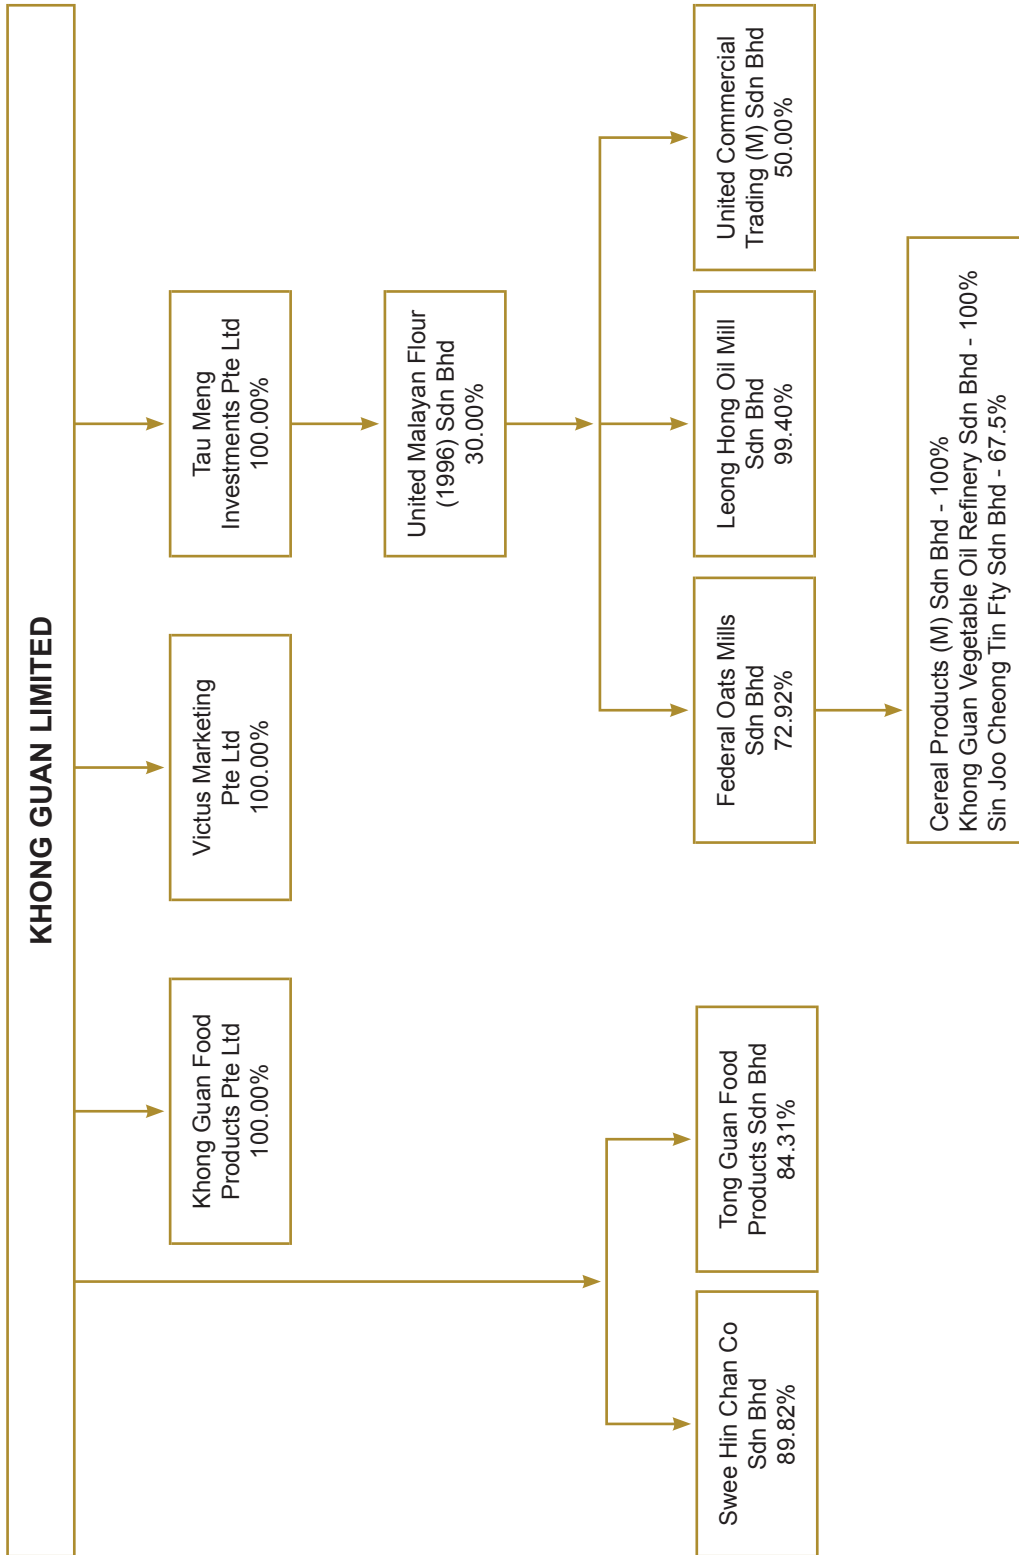 KHONG GUAN LIMITED
Khong Guan Food
Products Pte Ltd
100.00%
Victus Marketing
Pte Ltd
100.00%
Tau Meng
Investments Pte Ltd
100.00%
United Malayan Flour
(1996) Sdn Bhd
30.00%
Swee Hin Chan Co
Sdn Bhd
89.82%
Tong Guan Food
Products Sdn Bhd
84.31%
Federal Oats Mills
Sdn Bhd
72.92%
Leong Hong Oil Mill
Sdn Bhd
99.40%
United Commercial
Trading (M) Sdn Bhd
50.00%
Cereal Products (M) Sdn Bhd - 100%
Khong Guan Vegetable Oil Refinery Sdn Bhd - 100%
Sin Joo Cheong Tin Fty Sdn Bhd - 67.5%